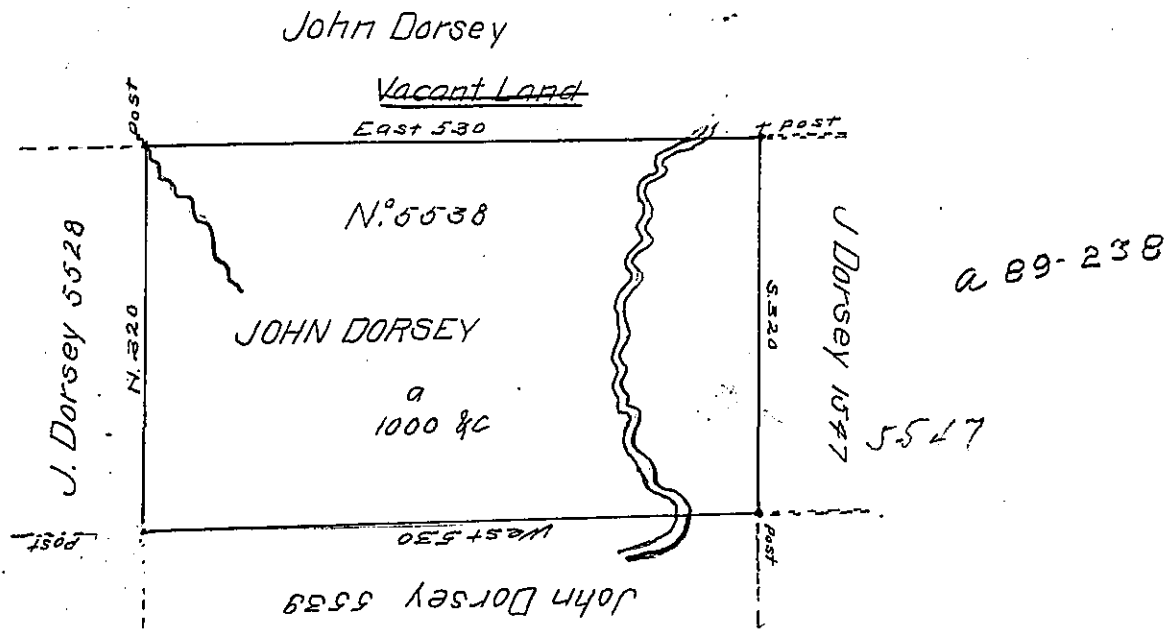 John Dorsey
Vacant Land
Post
East 530
Post
N.º 5538
J. Dorsey 5528
N. 320
JOHN DORSEY
a
1000 &c
S. 320
J Dorsey 1547
5547
a 89-238
Post
West 530
Post
John Dorsey 5539